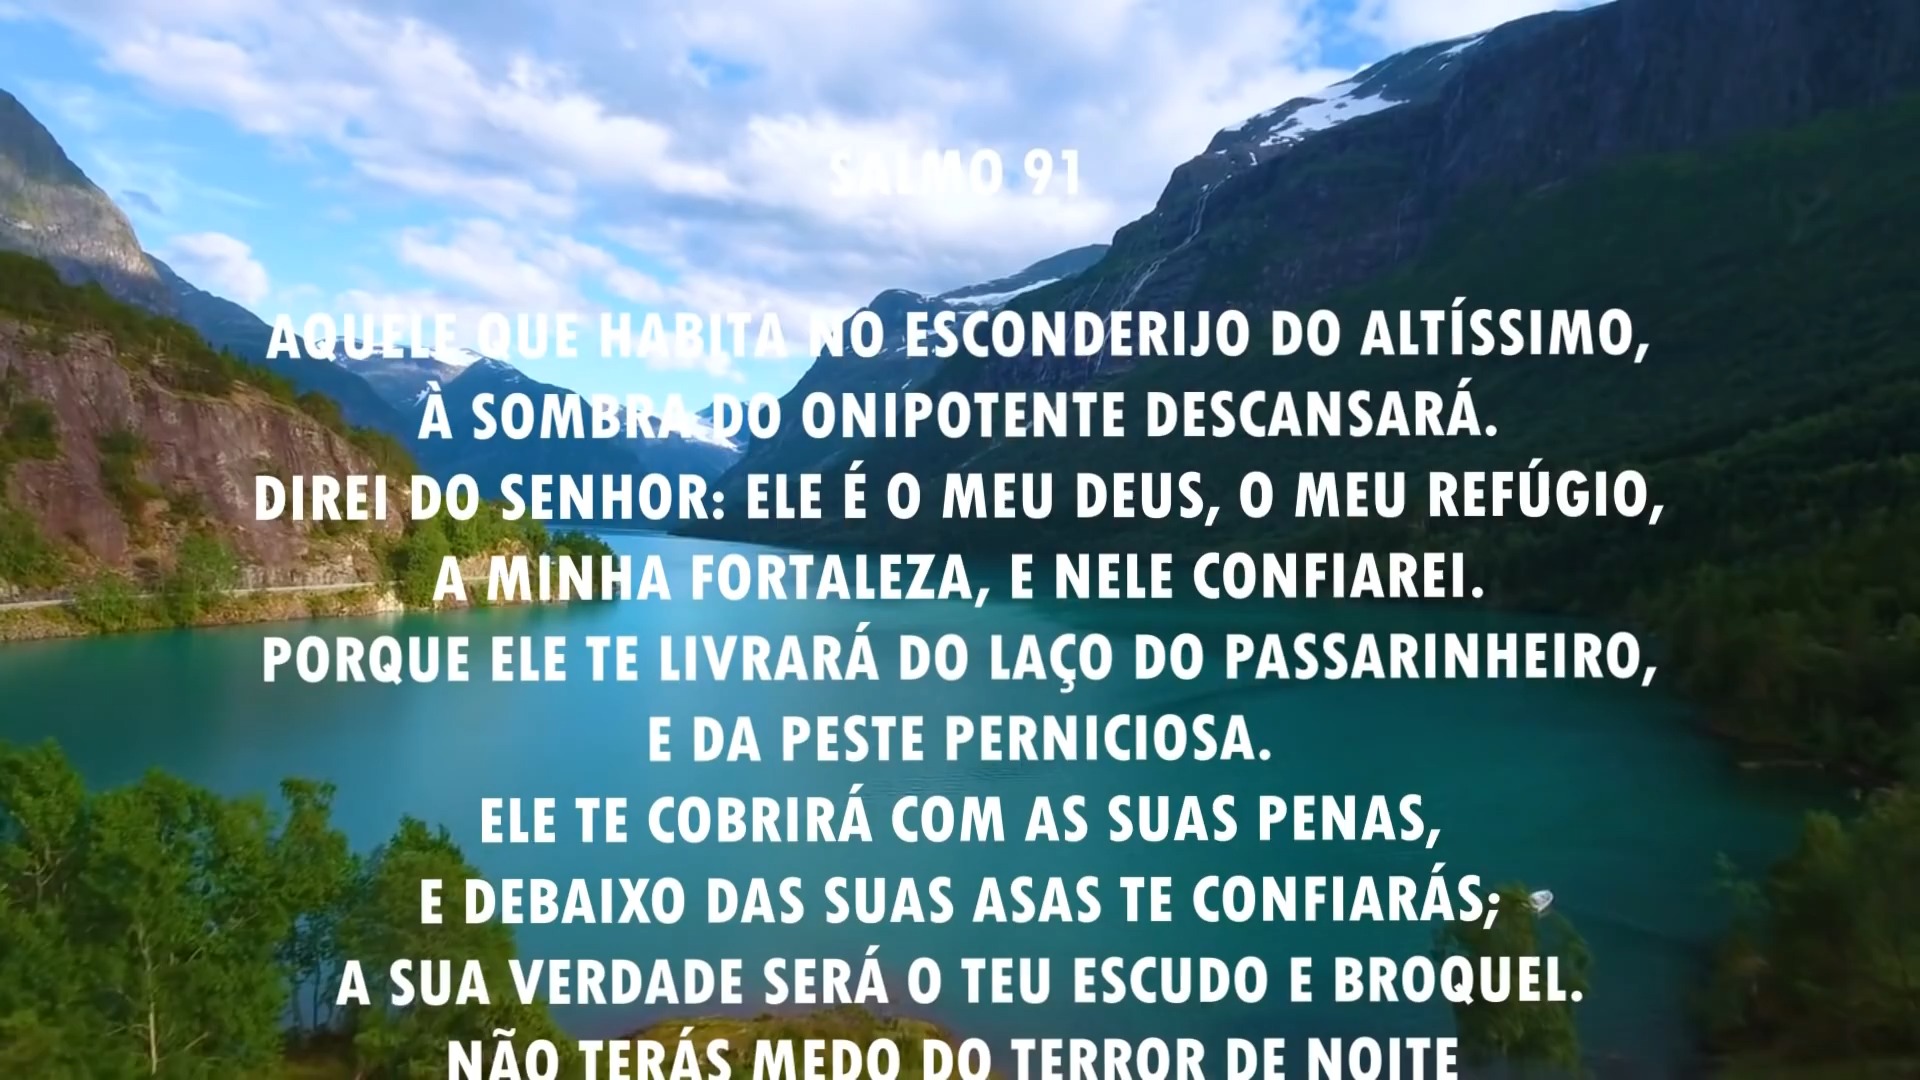 SALMO 91
AQUELE QUE HABITA NO ESCONDERIJO DO ALTÍSSIMO,
À SOMBRA DO ONIPOTENTE DESCANSARÁ.
DIREI DO SENHOR: ELE É O MEU DEUS, O MEU REFÚGIO,
A MINHA FORTALEZA, E NELE CONFIAREI.
PORQUE ELE TE LIVRARÁ DO LAÇO DO PASSARINHEIRO,
E DA PESTE PERNICIOSA.
ELE TE COBRIRÁ COM AS SUAS PENAS,
E DEBAIXO DAS SUAS ASAS TE CONFIARÁS;
A SUA VERDADE SERÁ O TEU ESCUDO E BROQUEL.
NÃO TERÁS MEDO DO TERROR DE NOITE